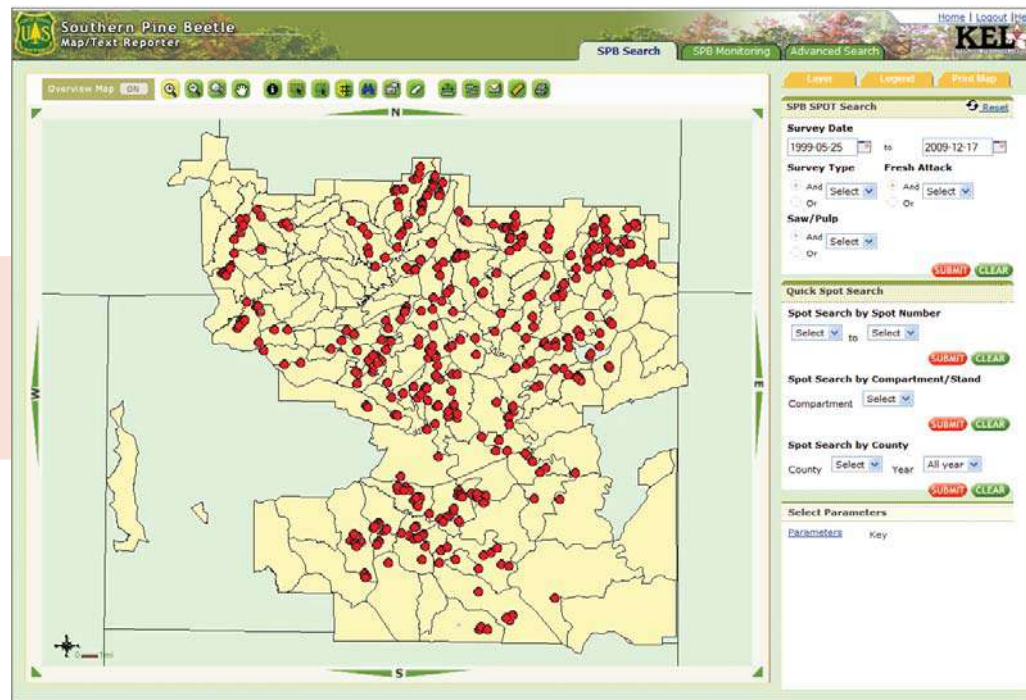 Home | Logout |He
UAS
Southern Pine Beetle
Map/Text Reporter
KEL
SPB Search
SPB Monitoring
Advanced Search
Overview Map ON
Layer
Legend
Print Map
N
W
E
S
SPB SPOT Search
Reset
Survey Date
1999-05-25 to 2009-12-17
Survey Type Fresh Attack
And Select And Select
Or Or
Saw/Pulp
And Select
Or
SUBMIT CLEAR
Quick Spot Search
Spot Search by Spot Number
Select to Select
SUBMIT CLEAR
Spot Search by Compartment/Stand
Compartment Select
SUBMIT CLEAR
Spot Search by County
County Select Year All year
SUBMIT CLEAR
Select Parameters
Parameters Key